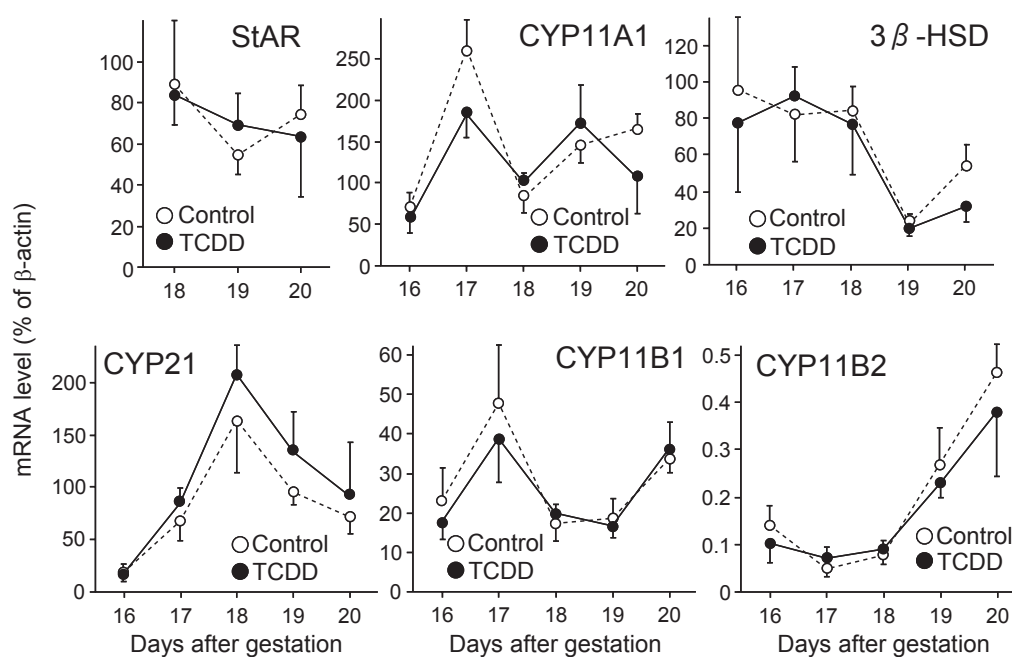 mRNA level (% of β-actin)
StAR
100
80
60
40
20
0
Control
TCDD
18 19 20
CYP11A1
250
200
150
100
50
0
Control
TCDD
16 17 18 19 20
3β-HSD
120
100
80
60
40
20
0
Control
TCDD
16 17 18 19 20
CYP21
200
150
100
50
0
Control
TCDD
16 17 18 19 20
Days after gestation
CYP11B1
60
50
40
30
20
10
0
Control
TCDD
16 17 18 19 20
Days after gestation
CYP11B2
0.5
0.4
0.3
0.2
0.1
0
Control
TCDD
16 17 18 19 20
Days after gestation